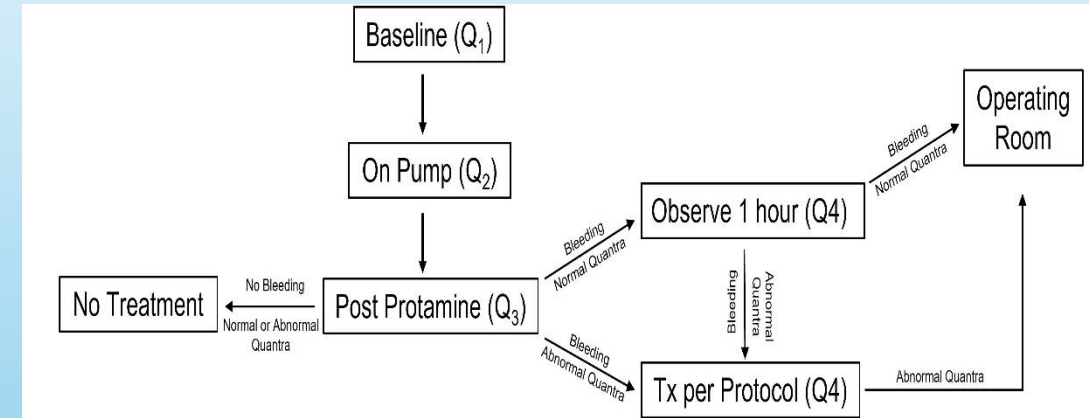 Baseline (Q₁)
On Pump (Q₂)
Operating
Room
Bleeding
Normal Quantra
Observe 1 hour (Q4)
Bleeding
Normal Quantra
No Treatment
No Bleeding
Normal or Abnormal
Quantra
Post Protamine (Q₃)
Bleeding
Abnormal
Quantra
Bleeding
Abnormal Quantra
Tx per Protocol (Q4)
Abnormal Quantra